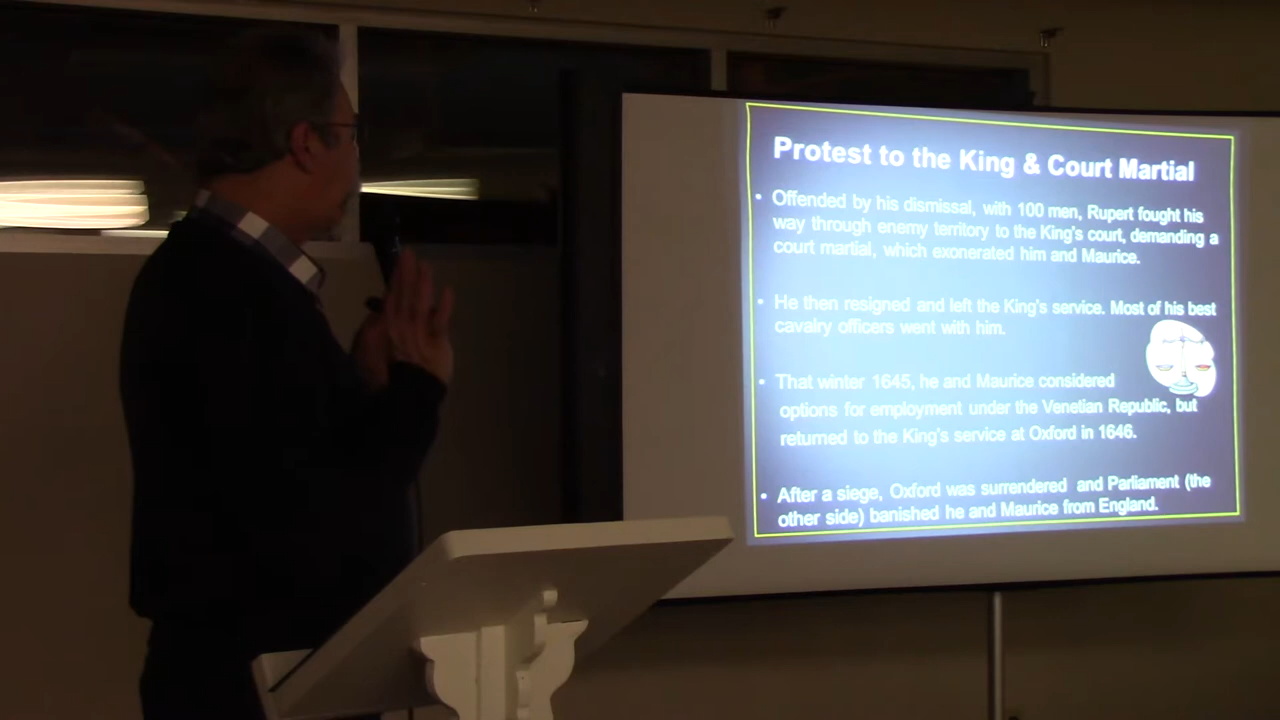 Protest to the King & Court Martial
• Offended by his dismissal, with 100 men, Rupert fought his
way through enemy territory to the King's court, demanding a
court martial, which exonerated him and Maurice.
• He then resigned and left the King's service. Most of his best
cavalry officers went with him.
• That winter 1645, he and Maurice considered
options for employment under the Venetian Republic, but
returned to the King's service at Oxford in 1646.
• After a siege, Oxford was surrendered and Parliament (the
other side) banished he and Maurice from England.